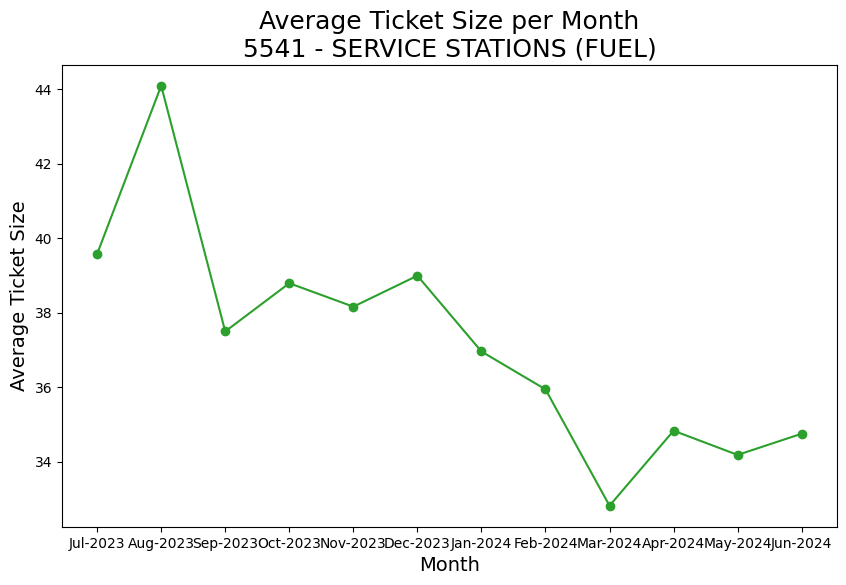 Average Ticket Size per Month
5541 - SERVICE STATIONS (FUEL)
Average Ticket Size
44
42
40
38
36
34
Jul-2023 Aug-2023 Sep-2023 Oct-2023 Nov-2023 Dec-2023 Jan-2024 Feb-2024 Mar-2024 Apr-2024 May-2024 Jun-2024
Month